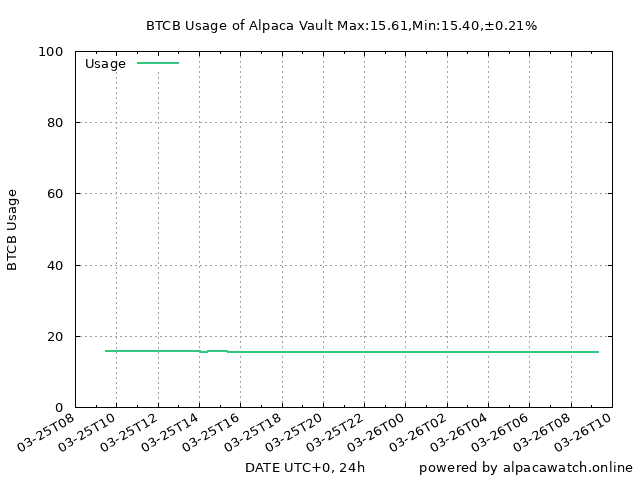 BTCB Usage of Alpaca Vault Max:15.61,Min:15.40,±0.21%
Usage
100
80
60
40
20
0
BTCB Usage
03-25T08
03-25T10
03-25T12
03-25T14
03-25T16
03-25T18
03-25T20
03-25T22
03-26T00
03-26T02
03-26T04
03-26T06
03-26T08
03-26T10
DATE UTC+0, 24h
powered by alpacawatch.online